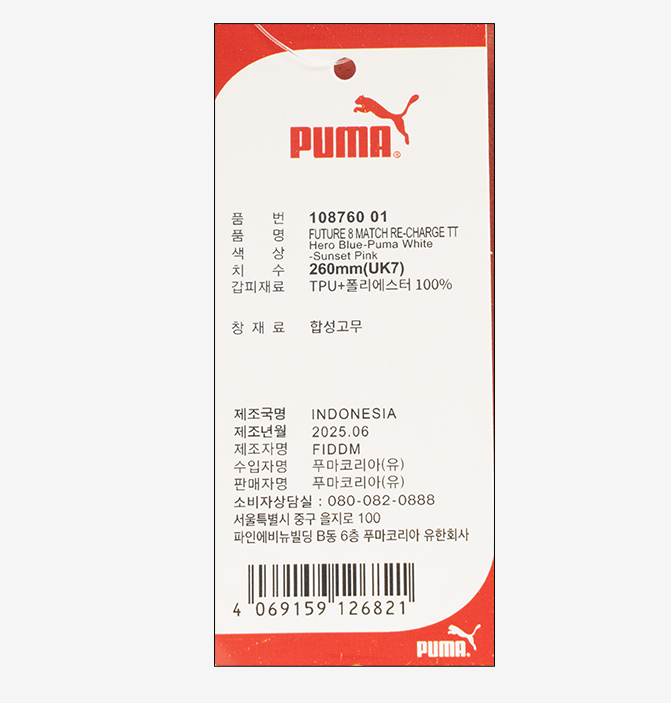 PUMA®
품 번 108760 01
품 명 FUTURE 8 MATCH RE-CHARGE TT
색 상 Hero Blue-Puma White
-Sunset Pink
치 수 260mm(UK7)
갑피재료 TPU+폴리에스터 100%
창 재 료 합성고무
제조국명 INDONESIA
제조년월 2025.06
제조자명 FIDDM
수입자명 푸마코리아(유)
판매자명 푸마코리아(유)
소비자상담실 : 080-082-0888
서울특별시 중구 을지로 100
파인에비뉴빌딩 B동 6층 푸마코리아 유한회사
4 069159 126821
PUMA®